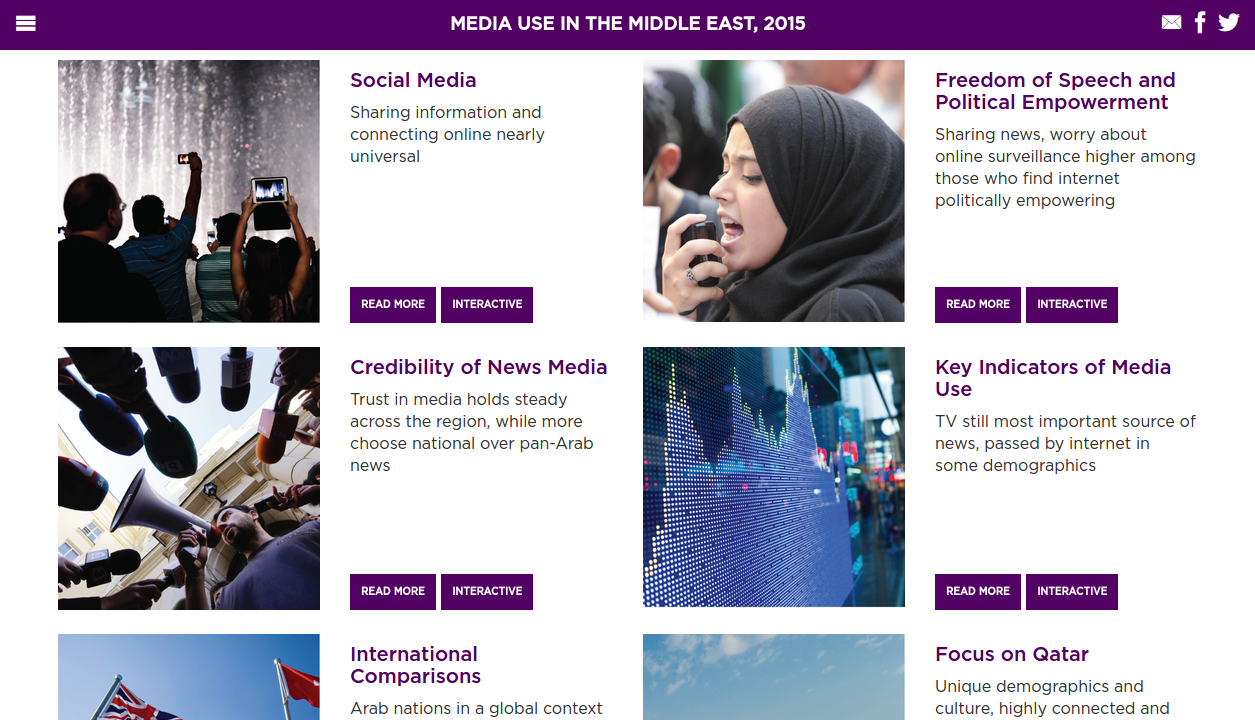 MEDIA USE IN THE MIDDLE EAST, 2015
Social Media
Sharing information and
connecting online nearly
universal
READ MORE
INTERACTIVE
Freedom of Speech and
Political Empowerment
Sharing news, worry about
online surveillance higher among
those who find internet
politically empowering
READ MORE
INTERACTIVE
Credibility of News Media
Trust in media holds steady
across the region, while more
choose national over pan-Arab
news
READ MORE
INTERACTIVE
Key Indicators of Media
Use
TV still most important source of
news, passed by internet in
some demographics
READ MORE
INTERACTIVE
International
Comparisons
Arab nations in a global context
Focus on Qatar
Unique demographics and
culture, highly connected and